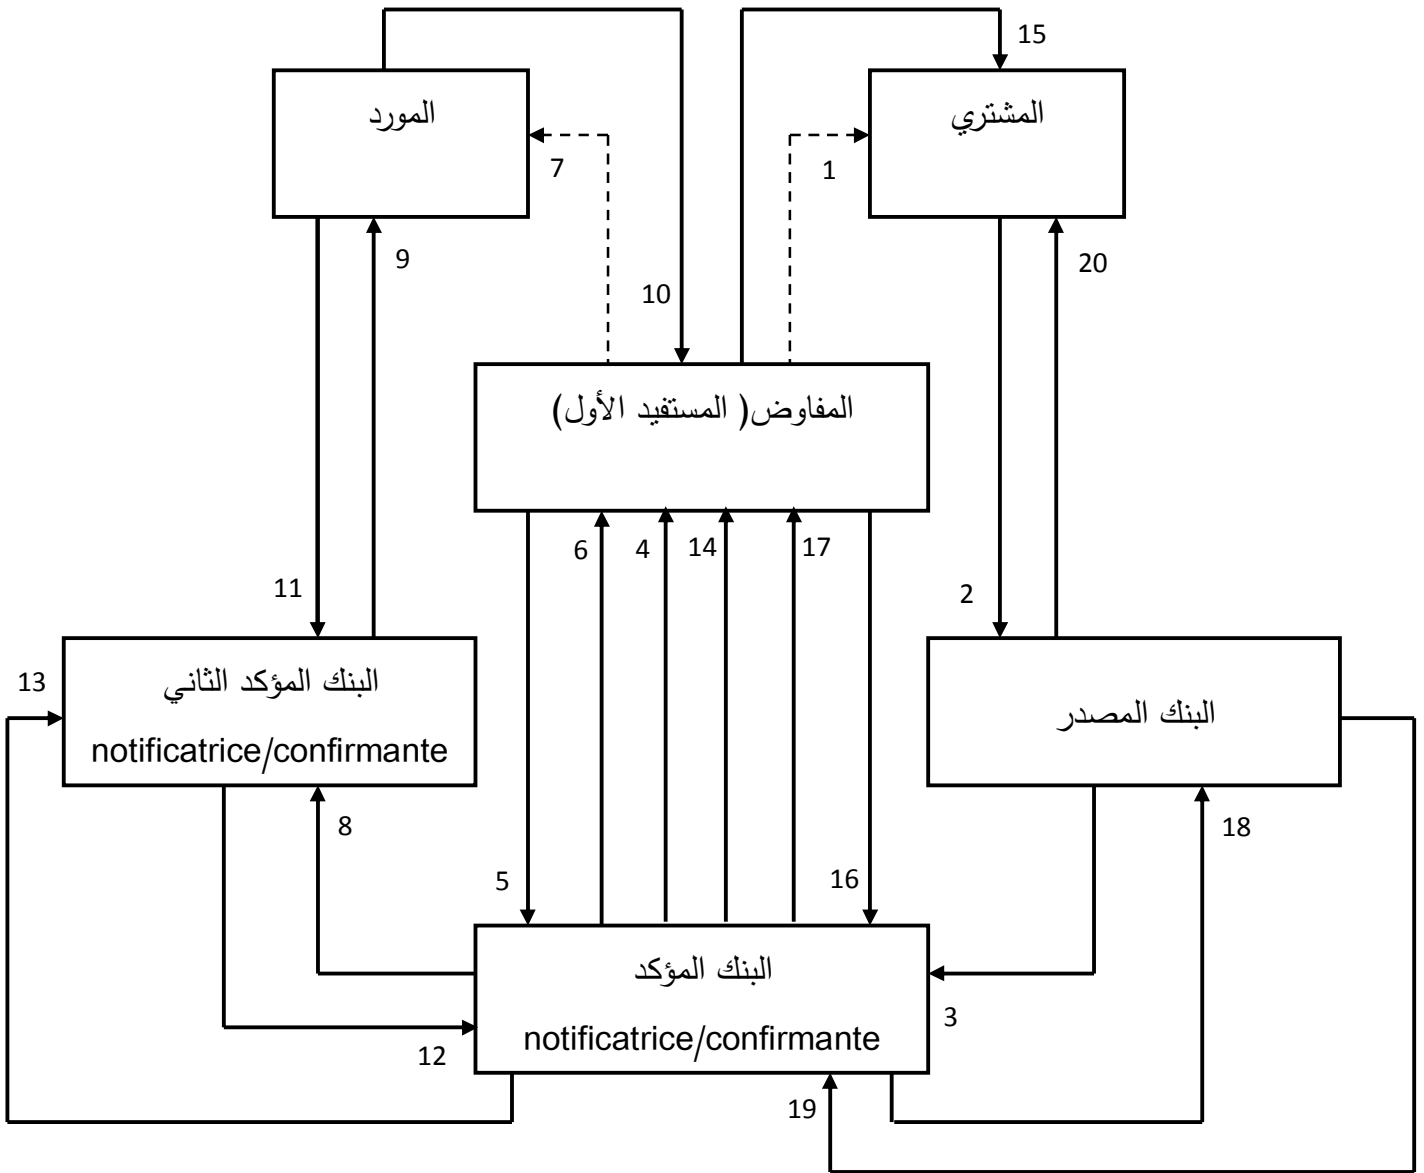 15
المشتري
المورد
1
7
20
9
10
المفاوض( المستفيد الأول)
17
14
4
6
2
11
البنك المؤكد الثاني
notificatrice/confirmante
13
البنك المصدر
18
8
16
5
البنك المؤكد
notificatrice/confirmante
3
12
19